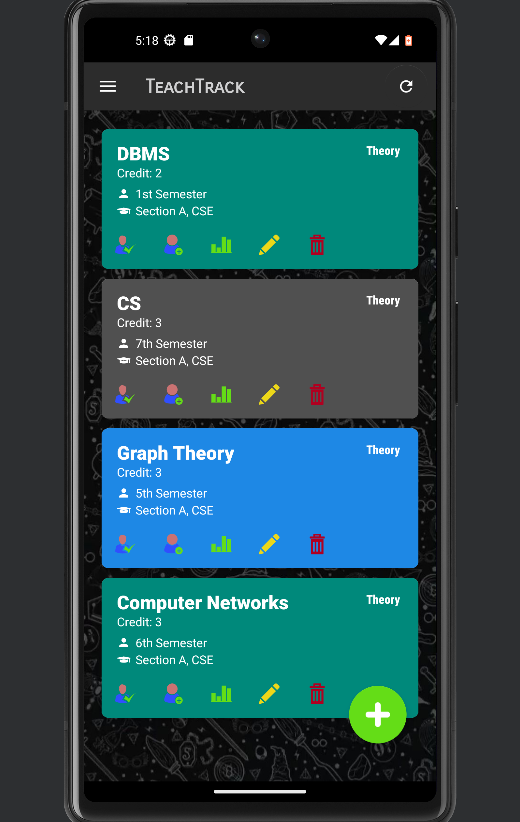 5:18
TeachTrack
DBMS
Theory
Credit: 2
1st Semester
Section A, CSE
CS
Theory
Credit: 3
7th Semester
Section A, CSE
Graph Theory
Theory
Credit: 3
5th Semester
Section A, CSE
Computer Networks
Theory
Credit: 3
6th Semester
Section A, CSE